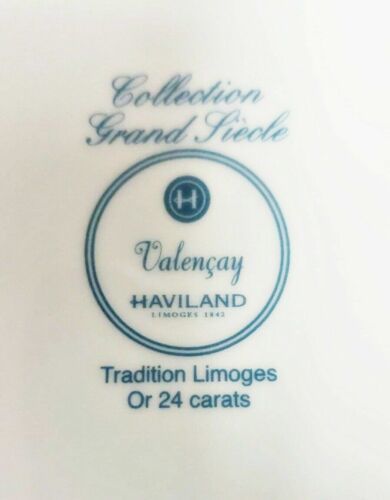 Collection
Grand Siècle
H
Valençay
HAVILAND
LIMOGES 1842
Tradition Limoges
Or 24 carats